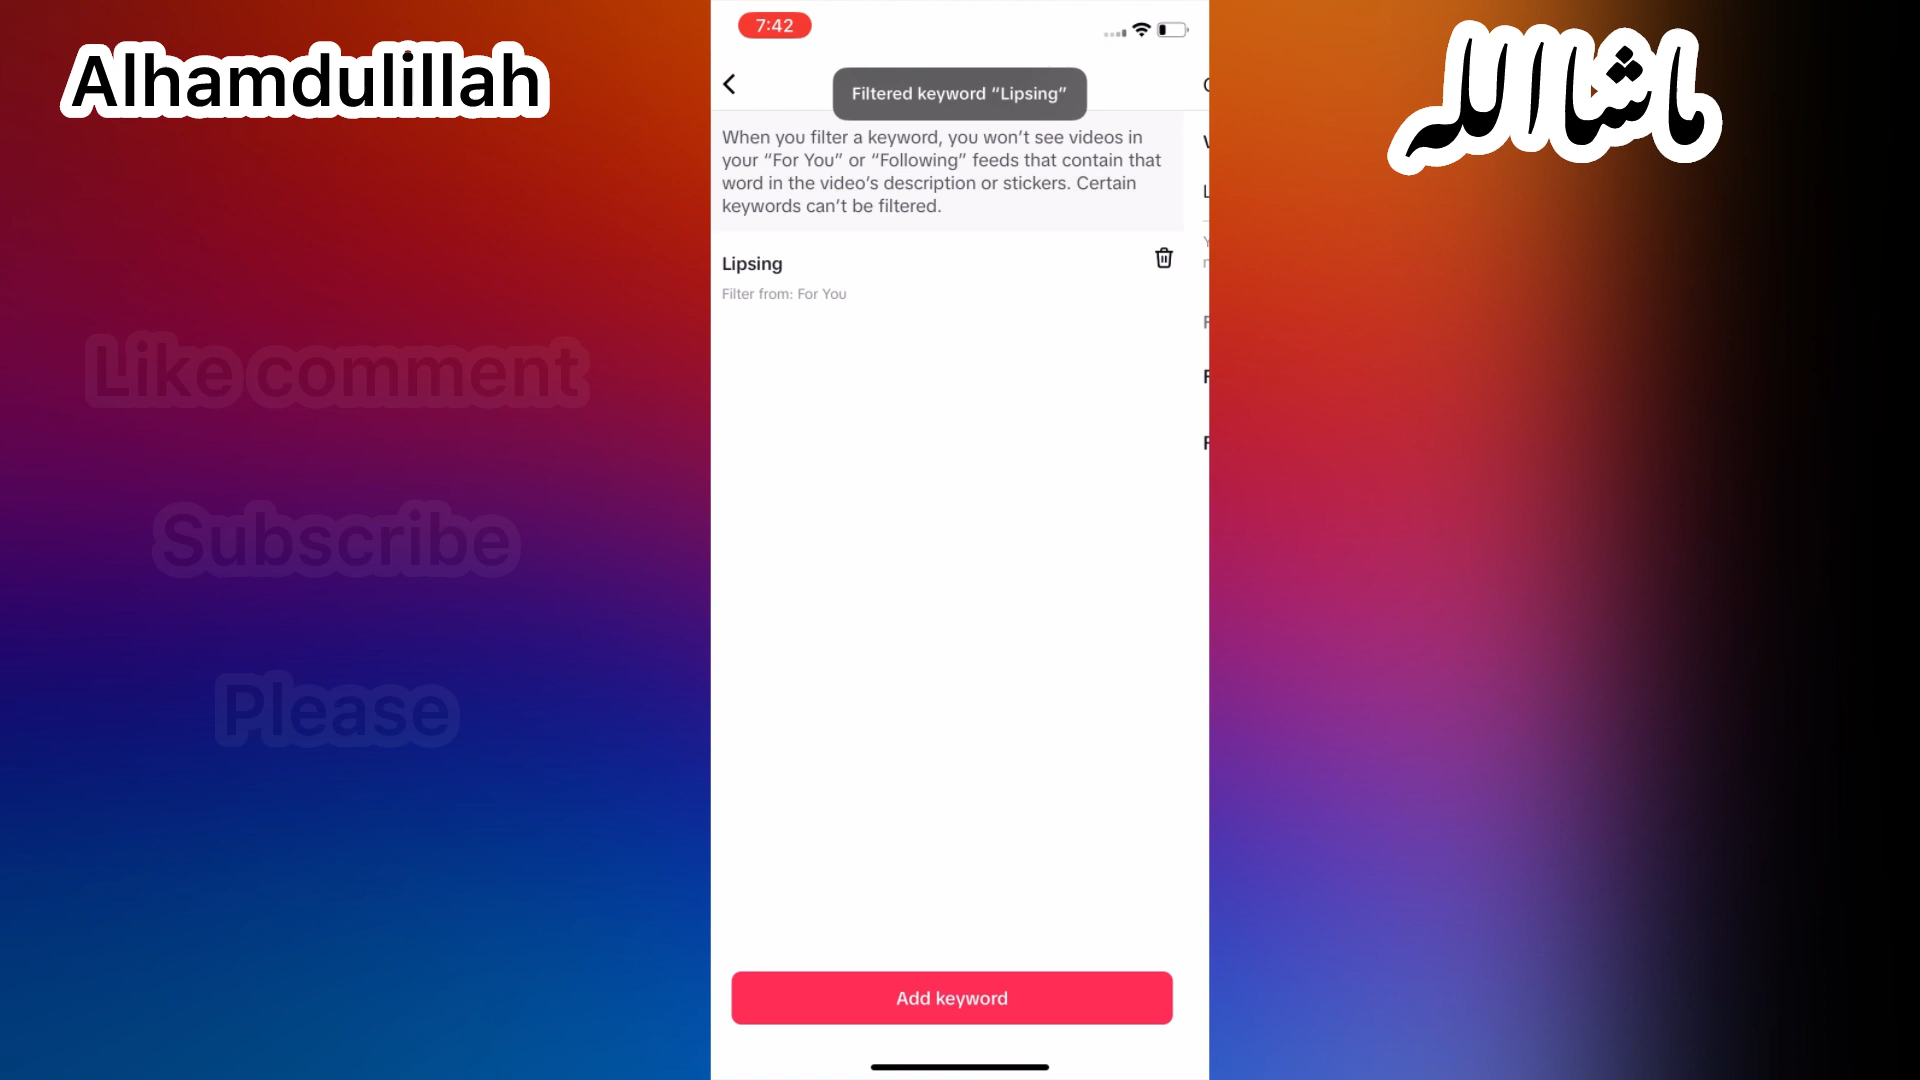 Alhamdulillah
ماشااللہ
Like comment
Subscribe
Please
7:42
Filtered keyword “Lipsing”
When you filter a keyword, you won’t see videos in
your “For You” or “Following” feeds that contain that
word in the video’s description or stickers. Certain
keywords can’t be filtered.
Lipsing
Filter from: For You
Add keyword